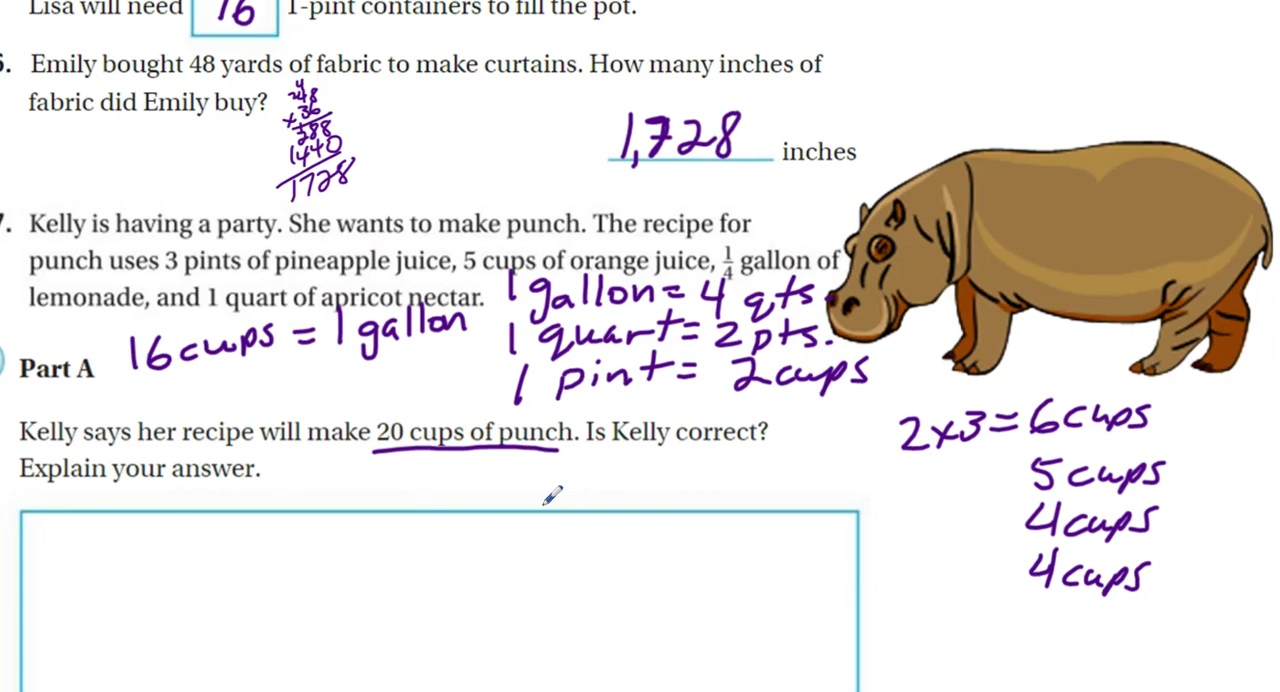 Lisa will need 16 1-pint containers to fill the pot.
Emily bought 48 yards of fabric to make curtains. How many inches of
fabric did Emily buy?
4
48
×36
288
1440
1728
1,728 inches
Kelly is having a party. She wants to make punch. The recipe for
punch uses 3 pints of pineapple juice, 5 cups of orange juice, 1/4 gallon of
lemonade, and 1 quart of apricot nectar.
1 gallon = 4 qts.
16 cups = 1 gallon
1 quart = 2 pts.
Part A
1 pint = 2 cups
Kelly says her recipe will make 20 cups of punch. Is Kelly correct?
Explain your answer.
2×3=6 cups
5 cups
4 cups
4 cups